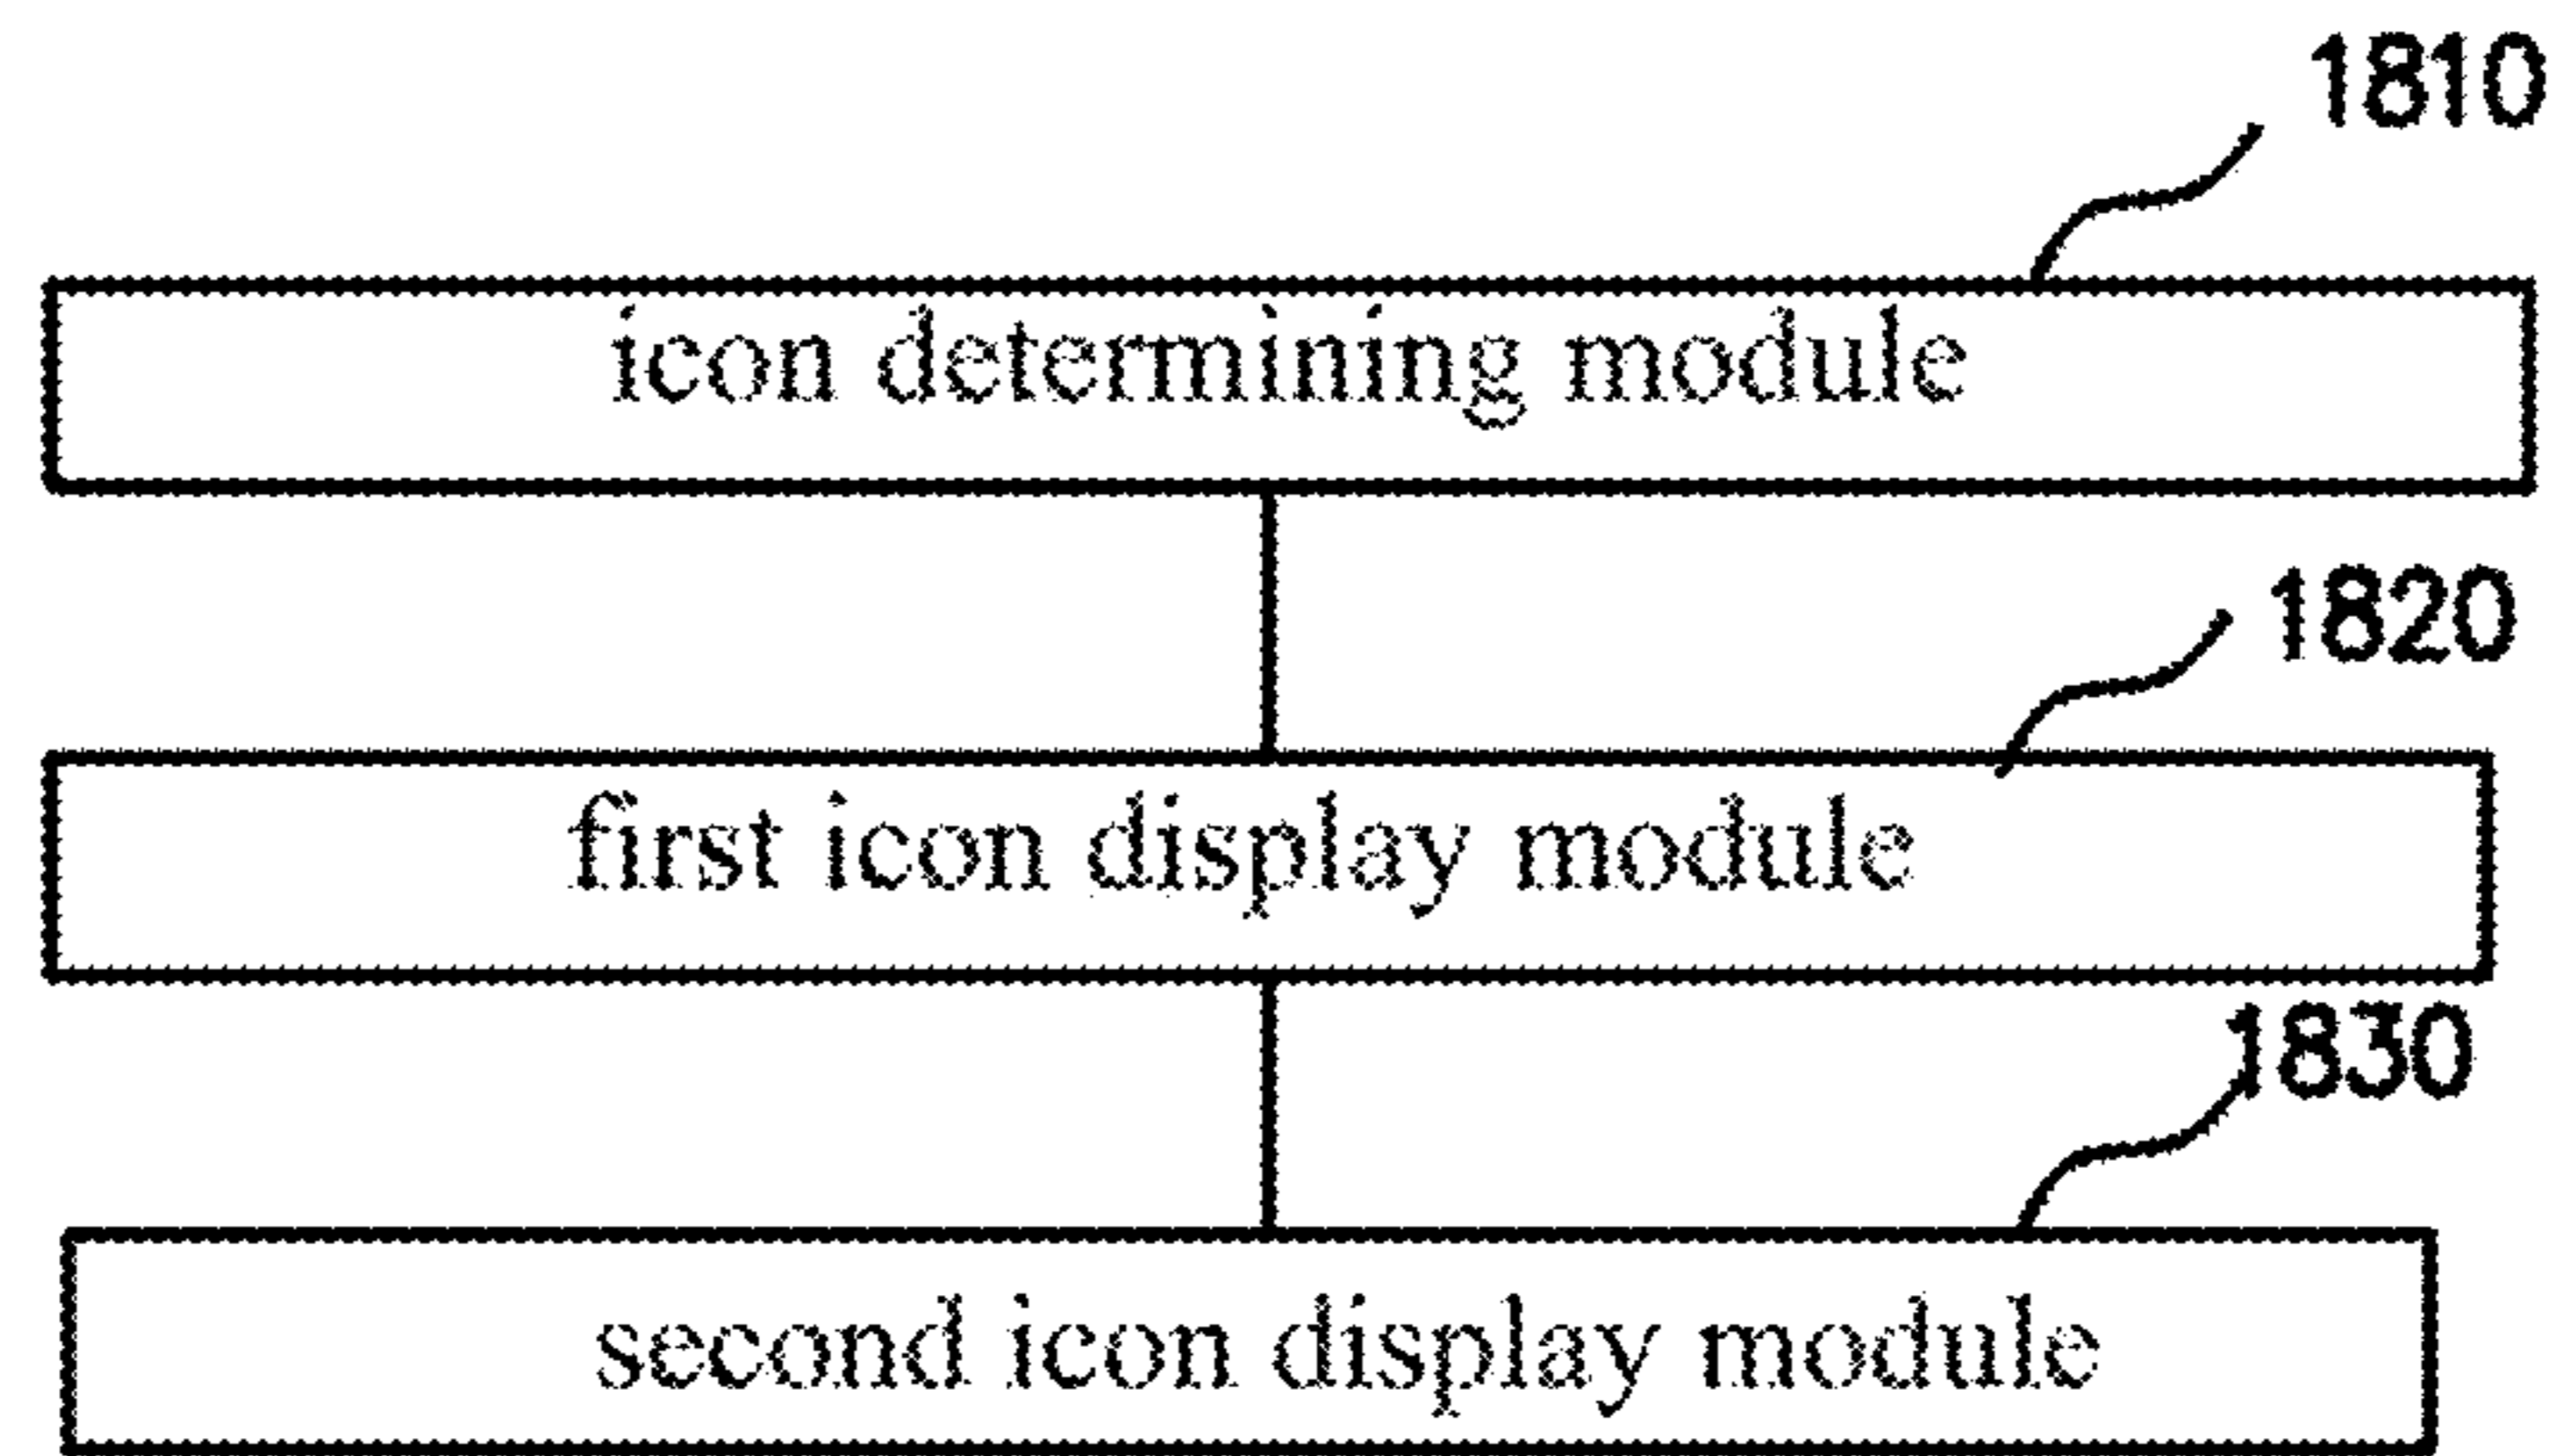 1810
icon determining module
1820
first icon display module
1830
second icon display module